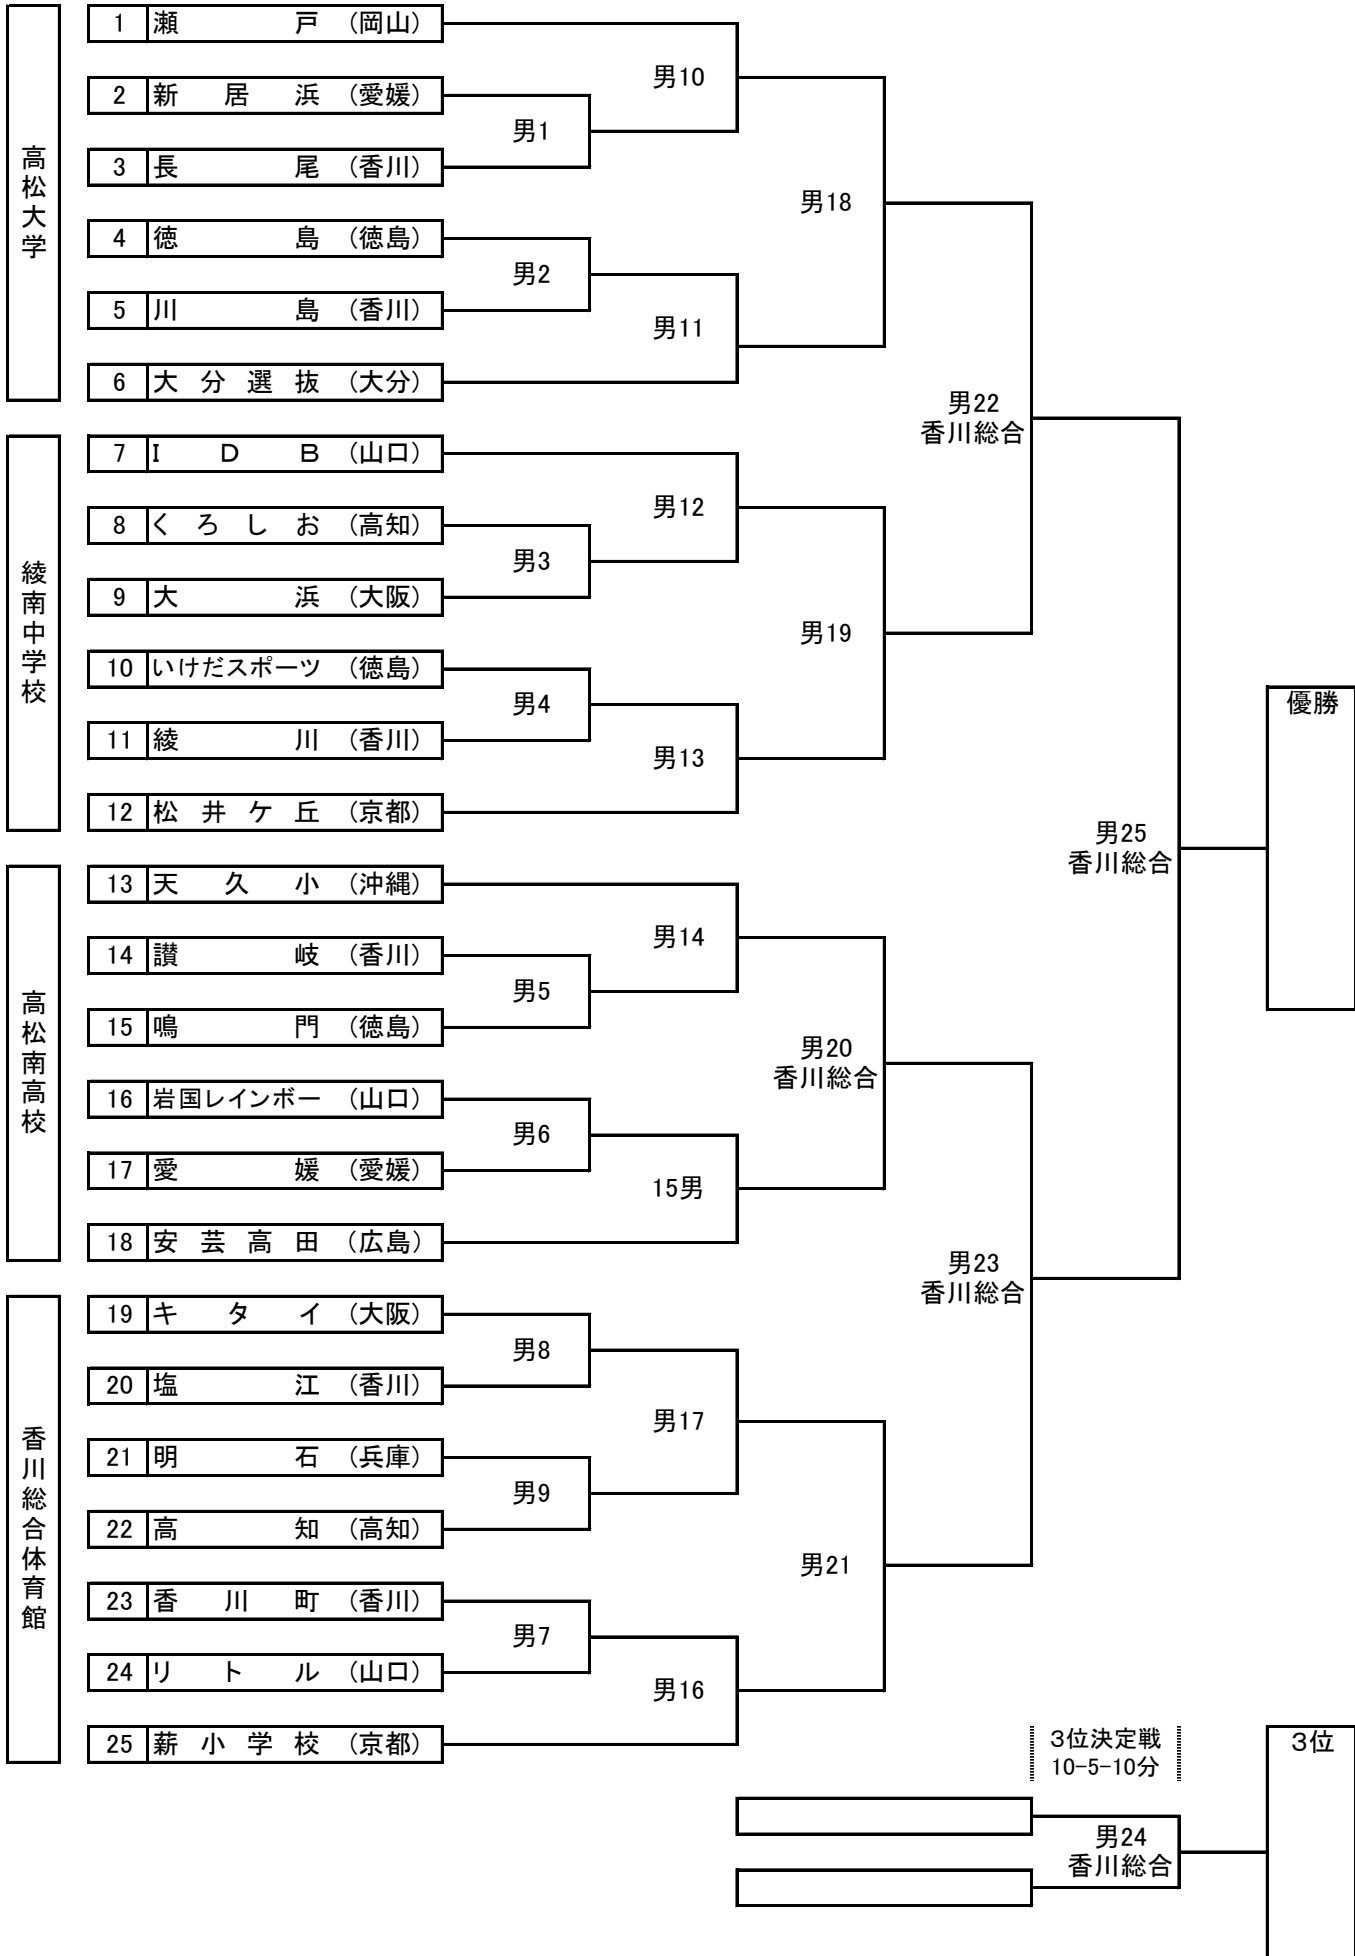 高松大学
1 瀬戸 (岡山)
2 新居浜 (愛媛)
3 長尾 (香川)
4 徳島 (徳島)
5 川島 (香川)
6 大分選抜 (大分)
男1
男2
男10
男11
男18
綾南中学校
7 I D B (山口)
8 くろしお (高知)
9 大浜 (大阪)
10 いけだスポーツ (徳島)
11 綾川 (香川)
12 松井ケ丘 (京都)
男3
男4
男12
男13
男19
男22
香川総合
高松南高校
13 天久小 (沖縄)
14 讃岐 (香川)
15 鳴門 (徳島)
16 岩国レインボー (山口)
17 愛媛 (愛媛)
18 安芸高田 (広島)
男5
男6
男14
15男
男20
香川総合
香川総合体育館
19 キタイ (大阪)
20 塩江 (香川)
21 明石 (兵庫)
22 高知 (高知)
23 香川町 (香川)
24 リトル (山口)
25 薪小学校 (京都)
男8
男9
男7
男17
男16
男21
男23
香川総合
男25
香川総合
優勝
3位決定戦
10-5-10分
男24
香川総合
3位